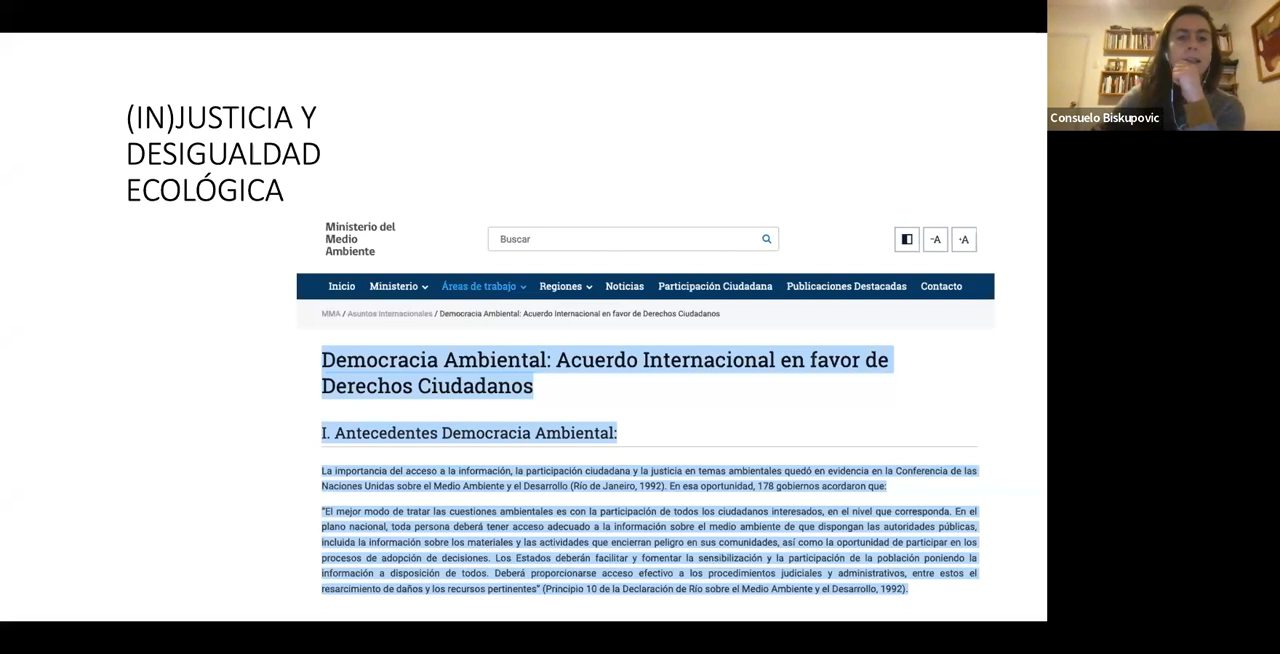 (IN)JUSTICIA Y
DESIGUALDAD
ECOLÓGICA
Consuelo Biskupovic
Ministerio del
Medio
Ambiente
Buscar
-A
+A
Inicio Ministerio Áreas de trabajo Regiones Noticias Participación Ciudadana Publicaciones Destacadas Contacto
MMA / Asuntos Internacionales / Democracia Ambiental: Acuerdo Internacional en favor de Derechos Ciudadanos
Democracia Ambiental: Acuerdo Internacional en favor de
Derechos Ciudadanos
I. Antecedentes Democracia Ambiental:
La importancia del acceso a la información, la participación ciudadana y la justicia en temas ambientales quedó en evidencia en la Conferencia de las
Naciones Unidas sobre el Medio Ambiente y el Desarrollo (Río de Janeiro, 1992). En esa oportunidad, 178 gobiernos acordaron que:
"El mejor modo de tratar las cuestiones ambientales es con la participación de todos los ciudadanos interesados, en el nivel que corresponda. En el
plano nacional, toda persona deberá tener acceso adecuado a la información sobre el medio ambiente de que dispongan las autoridades públicas,
incluida la información sobre los materiales y las actividades que encierran peligro en sus comunidades, así como la oportunidad de participar en los
procesos de adopción de decisiones. Los Estados deberán facilitar y fomentar la sensibilización y la participación de la población poniendo la
información a disposición de todos. Deberá proporcionarse acceso efectivo a los procedimientos judiciales y administrativos, entre estos el
resarcimiento de daños y los recursos pertinentes" (Principio 10 de la Declaración de Río sobre el Medio Ambiente y el Desarrollo, 1992).